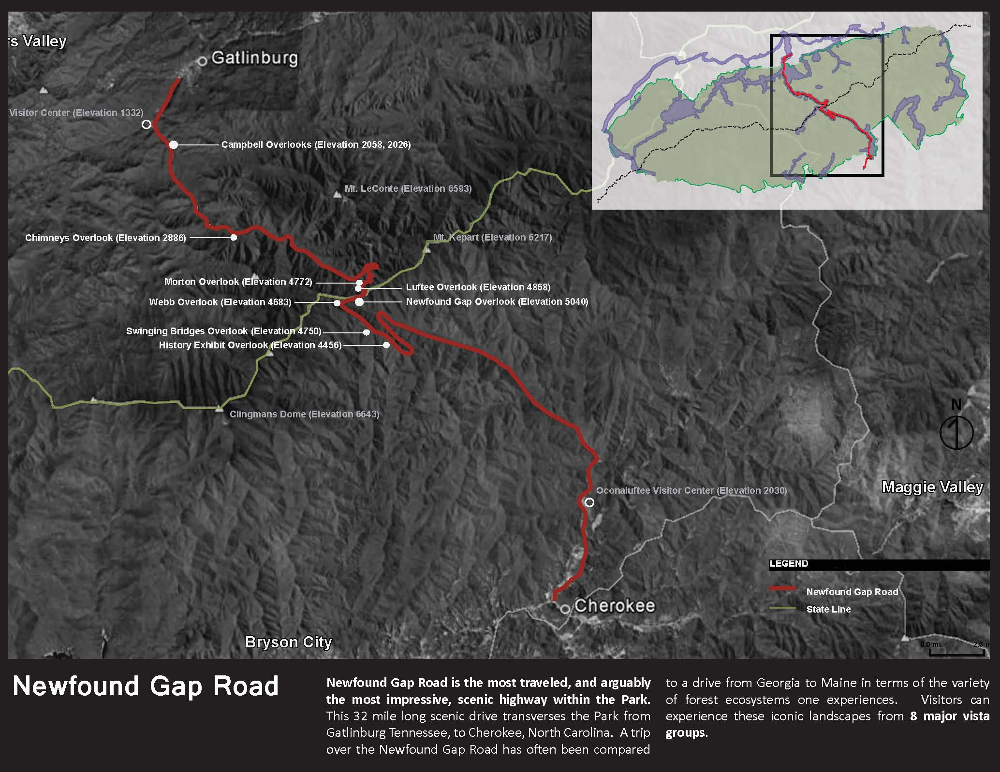 rs Valley
Gatlinburg
Visitor Center (Elevation 1332)
Campbell Overlooks (Elevation 2058, 2026)
Mt. LeConte (Elevation 6593)
Chimneys Overlook (Elevation 2886)
Mt. Kepart (Elevation 6217)
Morton Overlook (Elevation 4772)
Luftee Overlook (Elevation 4868)
Webb Overlook (Elevation 4683)
Newfound Gap Overlook (Elevation 5040)
Swinging Bridges Overlook (Elevation 4750)
History Exhibit Overlook (Elevation 4456)
Clingmans Dome (Elevation 6643)
N
Maggie Valley
Oconaluftee Visitor Center (Elevation 2030)
LEGEND
Newfound Gap Road
State Line
Cherokee
Bryson City
0.0 mi. 2.5 m
Newfound Gap Road
Newfound Gap Road is the most traveled, and arguably
the most impressive, scenic highway within the Park.
This 32 mile long scenic drive transverses the Park from
Gatlinburg Tennessee, to Cherokee, North Carolina. A trip
over the Newfound Gap Road has often been compared
to a drive from Georgia to Maine in terms of the variety
of forest ecosystems one experiences. Visitors can
experience these iconic landscapes from 8 major vista
groups.